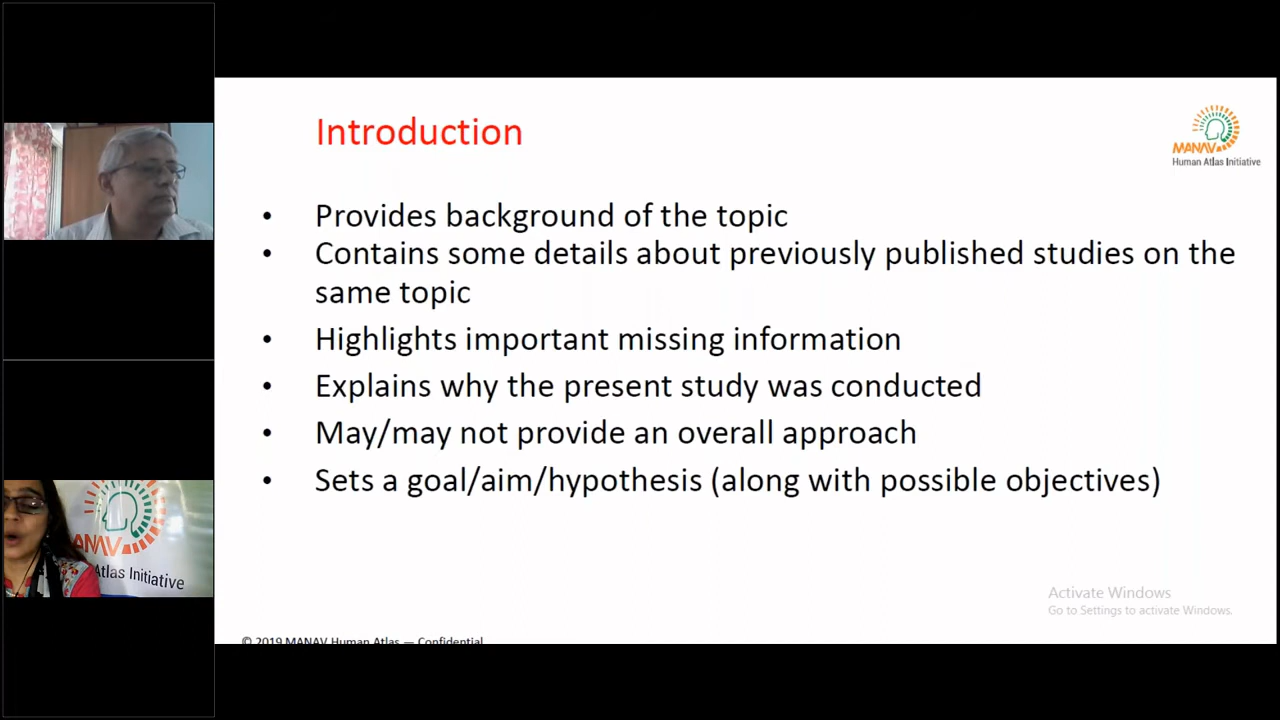 Introduction
MANAV
Human Atlas Initiative
• Provides background of the topic
• Contains some details about previously published studies on the
same topic
• Highlights important missing information
• Explains why the present study was conducted
• May/may not provide an overall approach
• Sets a goal/aim/hypothesis (along with possible objectives)
ANAV
Atlas Initiative
Activate Windows
Go to Settings to activate Windows.
© 2019 MANAV Human Atlas — Confidential